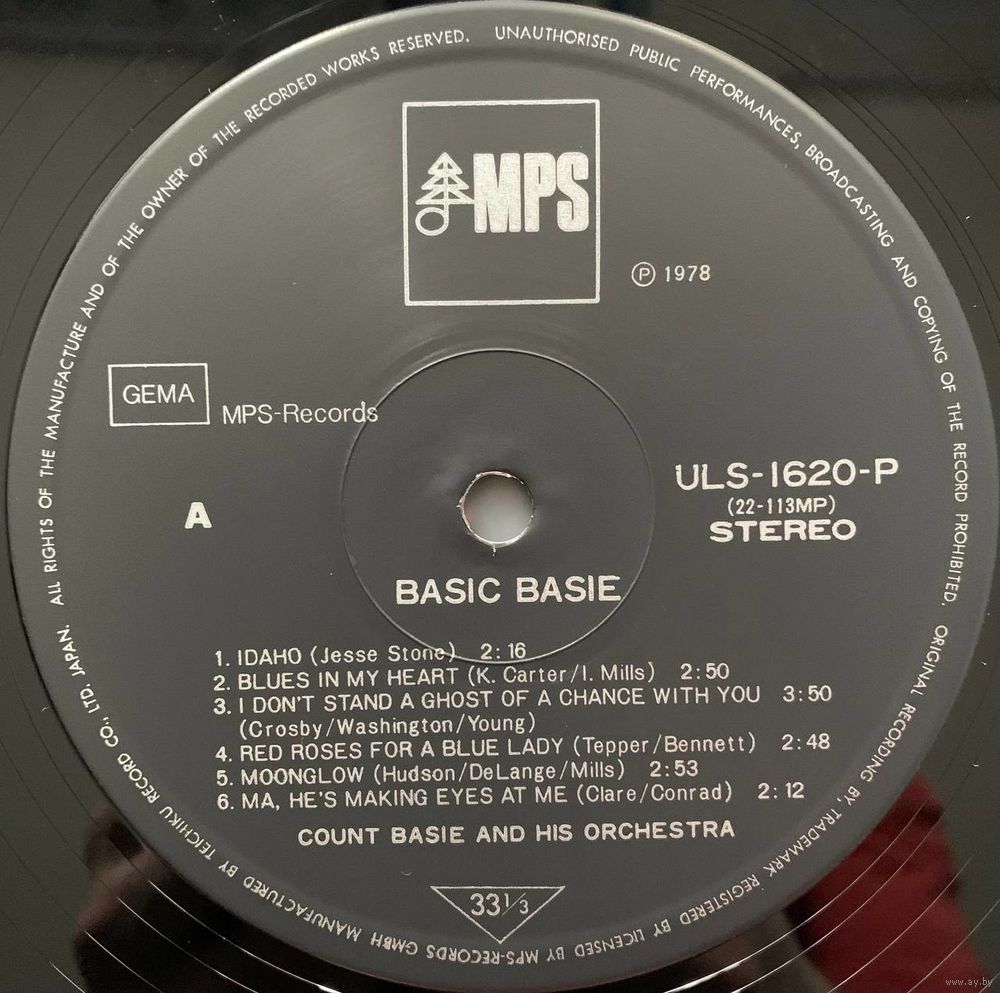 ALL RIGHTS OF THE MANUFACTURE AND OF THE OWNER OF THE RECORDED WORKS RESERVED. UNAUTHORISED PUBLIC PERFORMANCES, BROADCASTING AND COPYING OF THE RECORD PROHIBITED. ORIGINAL RECORDING BY, TRADEMARK REGISTERED BY, LICENSED BY MPS-RECORDS GMBH MANUFACTURED BY TEICHIKU RECORD CO., LTD. JAPAN.
MPS
Ⓟ 1978
GEMA
MPS-Records
ULS-1620-P
(22-113MP)
STEREO
A
BASIC BASIE
1. IDAHO (Jesse Stone) 2:16
2. BLUES IN MY HEART (K. Carter/I. Mills) 2:50
3. I DON'T STAND A GHOST OF A CHANCE WITH YOU 3:50
(Crosby/Washington/Young)
4. RED ROSES FOR A BLUE LADY (Tepper/Bennett) 2:48
5. MOONGLOW (Hudson/DeLange/Mills) 2:53
6. MA, HE'S MAKING EYES AT ME (Clare/Conrad) 2:12
COUNT BASIE AND HIS ORCHESTRA
33 1/3
www.ay.by